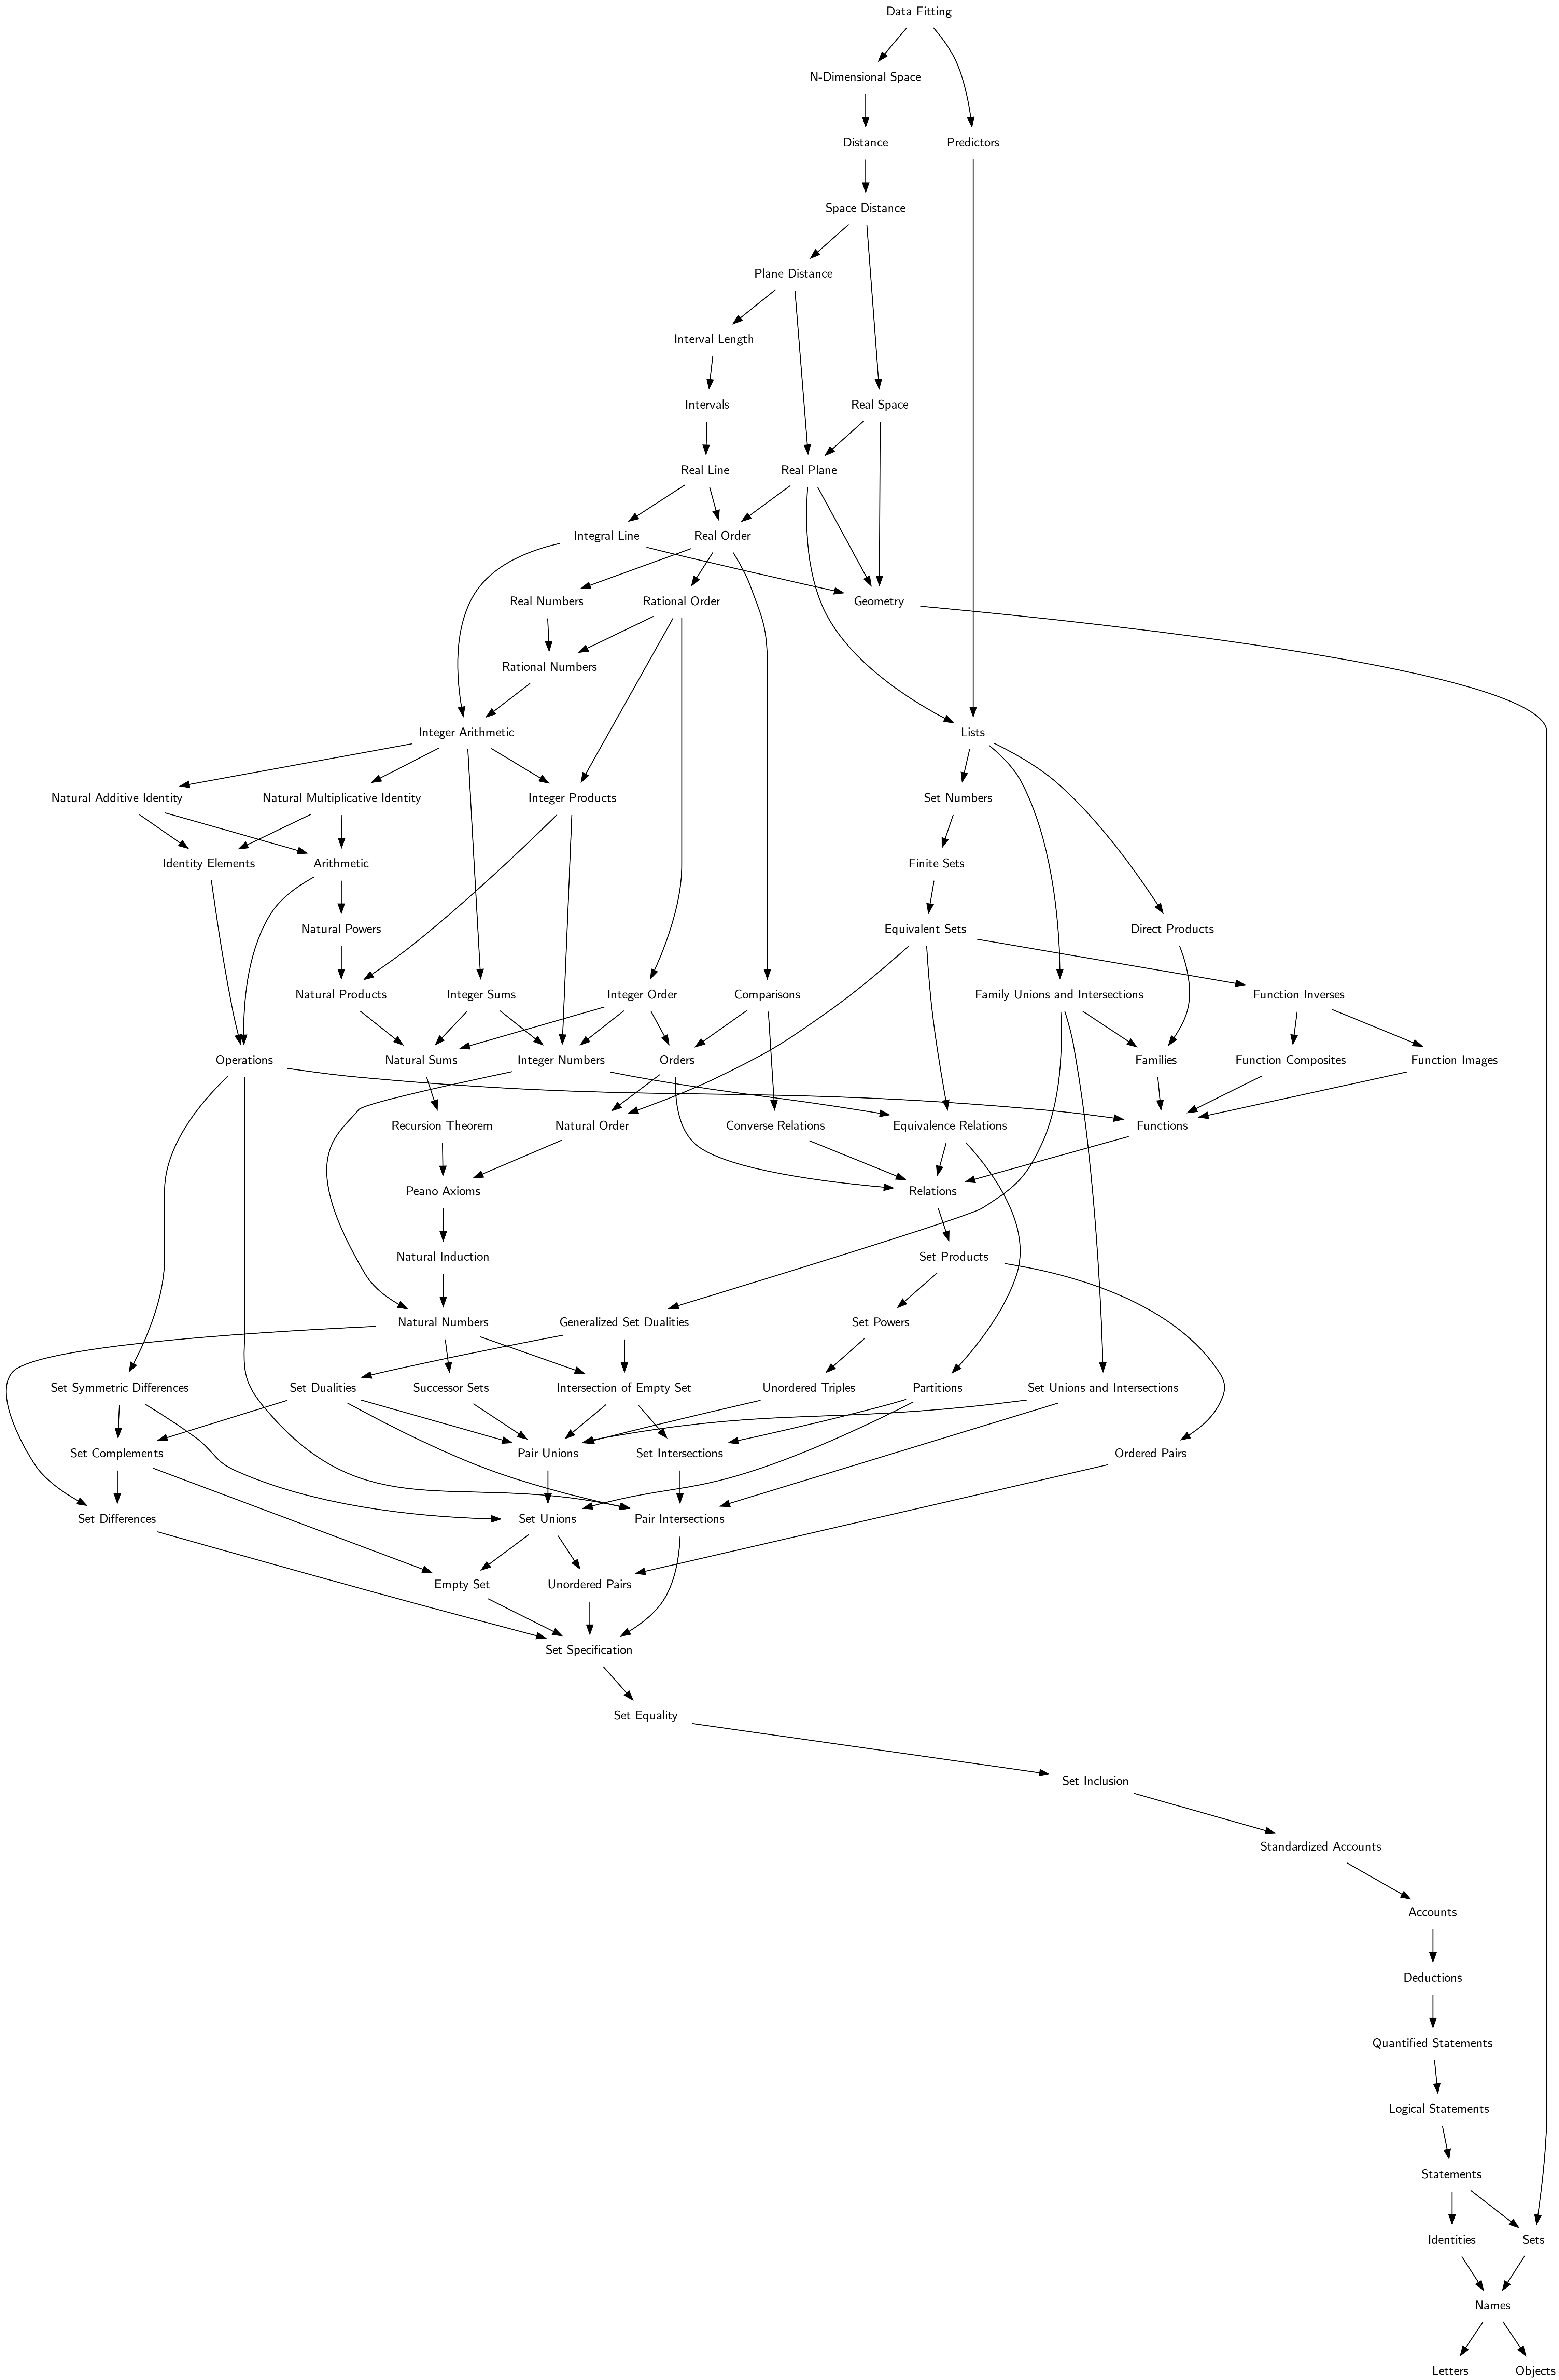 Data Fitting
N-Dimensional Space
Distance
Predictors
Space Distance
Plane Distance
Interval Length
Intervals
Real Space
Real Line
Real Plane
Integral Line
Real Order
Real Numbers
Rational Order
Geometry
Rational Numbers
Integer Arithmetic
Lists
Natural Additive Identity
Natural Multiplicative Identity
Integer Products
Set Numbers
Identity Elements
Arithmetic
Finite Sets
Natural Powers
Equivalent Sets
Direct Products
Natural Products
Integer Sums
Integer Order
Comparisons
Family Unions and Intersections
Function Inverses
Operations
Natural Sums
Integer Numbers
Orders
Families
Function Composites
Function Images
Recursion Theorem
Natural Order
Converse Relations
Equivalence Relations
Functions
Peano Axioms
Relations
Natural Induction
Set Products
Natural Numbers
Generalized Set Dualities
Set Powers
Set Symmetric Differences
Set Dualities
Successor Sets
Intersection of Empty Set
Unordered Triples
Partitions
Set Unions and Intersections
Set Complements
Pair Unions
Set Intersections
Ordered Pairs
Set Differences
Set Unions
Pair Intersections
Empty Set
Unordered Pairs
Set Specification
Set Equality
Set Inclusion
Standardized Accounts
Accounts
Deductions
Quantified Statements
Logical Statements
Statements
Identities
Sets
Names
Letters
Objects